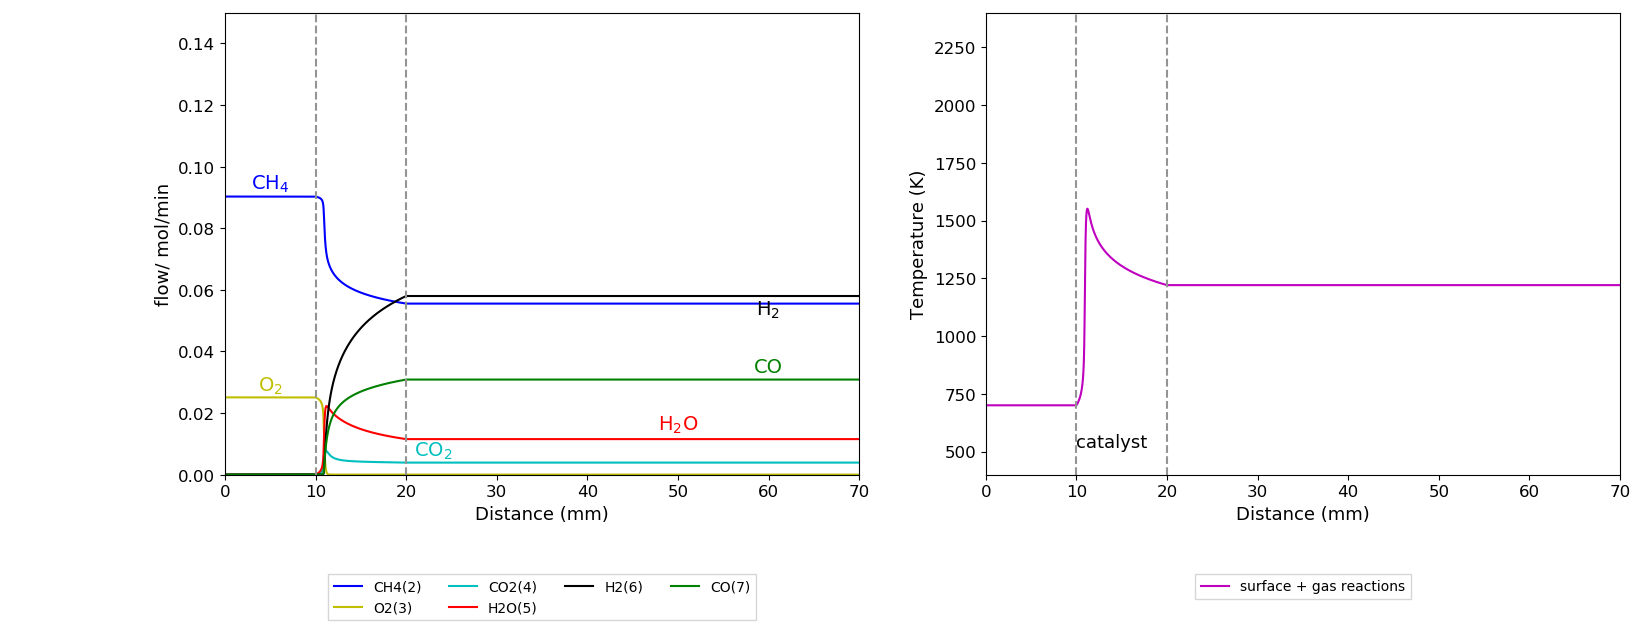 0.14
0.12
0.10
0.08
0.06
0.04
0.02
0.00
flow/ mol/min
CH₄
O₂
H₂
CO
H₂O
CO₂
0 10 20 30 40 50 60 70
Distance (mm)
CH4(2) CO2(4) H2(6) CO(7)
O2(3) H2O(5)
2250
2000
1750
1500
1250
1000
750
500
Temperature (K)
catalyst
0 10 20 30 40 50 60 70
Distance (mm)
surface + gas reactions